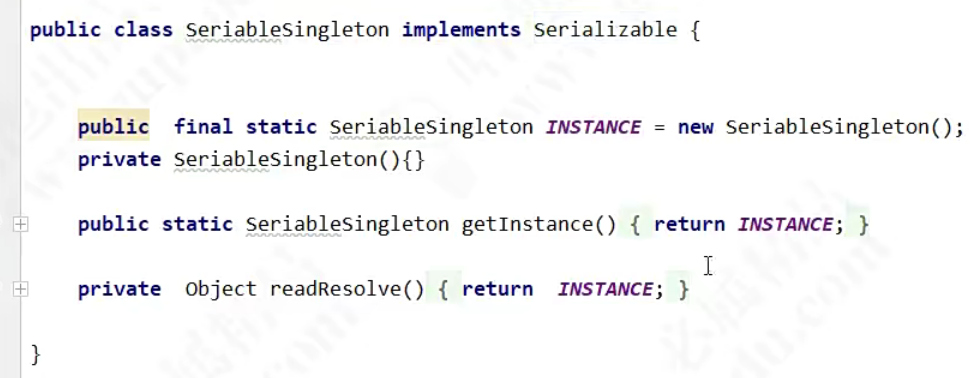 public class SeriableSingleton implements Serializable {
public  final static SeriableSingleton INSTANCE = new SeriableSingleton();
private SeriableSingleton(){}
public static SeriableSingleton getInstance() { return INSTANCE; }
private  Object readResolve() { return  INSTANCE; }
}